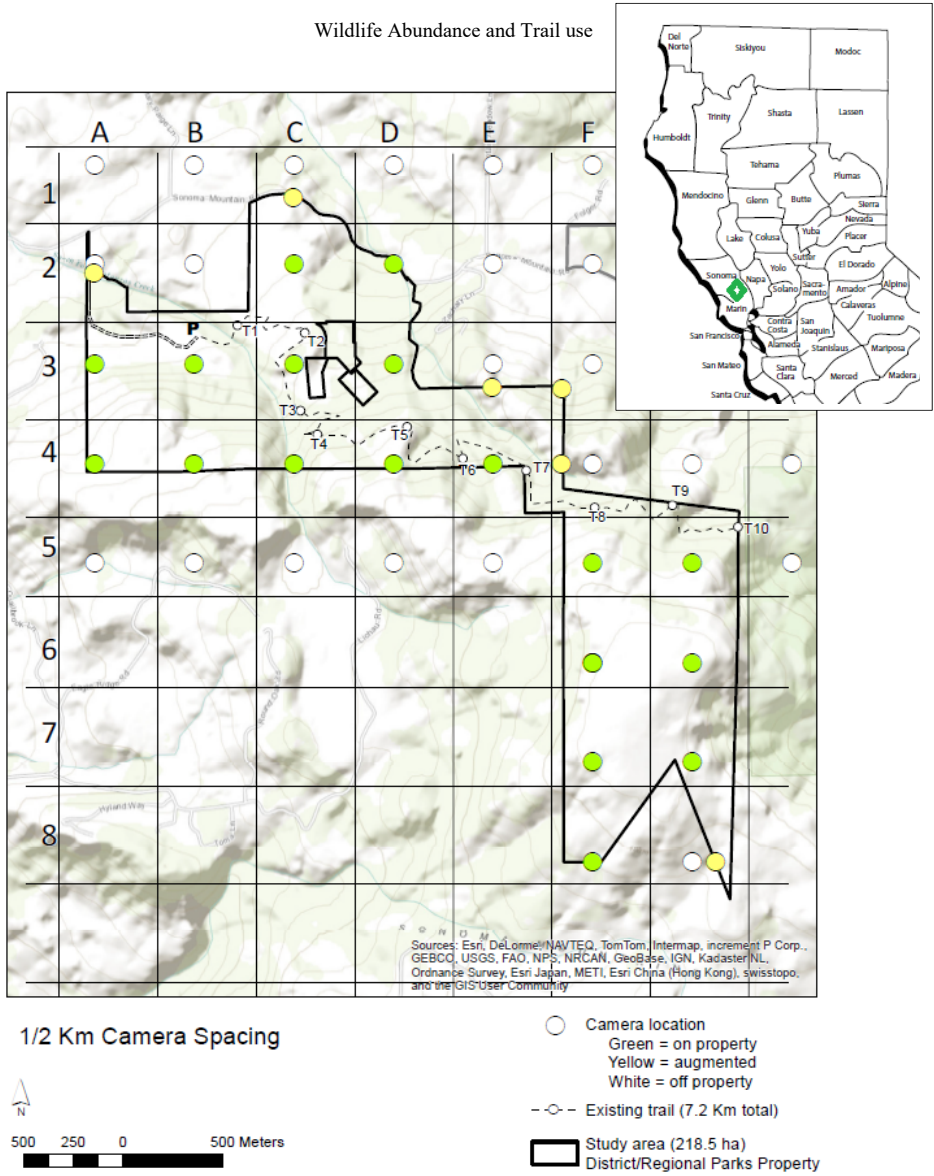 Wildlife Abundance and Trail use
Del
Norte
Siskiyou
Modoc
Trinity
Shasta
Lassen
Humboldt
Tehama
Plumas
Mendocino
Glenn
Butte
Sierra
Nevada
Lake
Colusa
Yuba
Placer
Sutter
El Dorado
Sonoma
Napa
Yolo
Solano
Sacra-
mento
Amador
Alpine
Calaveras
Marin
Tuolumne
Contra
Costa
San
Joaquin
San Francisco
Alameda
Stanislaus
Mariposa
San Mateo
Santa
Clara
Merced
Madera
Santa Cruz
A B C D E F
1
Sonoma Mountain
2
P
T1
T2
3
T3
T4
T5
4
T6
T7
T8
T9
T10
5
6
7
Hyland Way
8
Sources: Esri, DeLorme, NAVTEQ, TomTom, Intermap, increment P Corp.,
GEBCO, USGS, FAO, NPS, NRCAN, GeoBase, IGN, Kadaster NL,
Ordnance Survey, Esri Japan, METI, Esri China (Hong Kong), swisstopo,
and the GIS User Community
1/2 Km Camera Spacing
N
500 250 0 500 Meters
Camera location
Green = on property
Yellow = augmented
White = off property
Existing trail (7.2 Km total)
Study area (218.5 ha)
District/Regional Parks Property